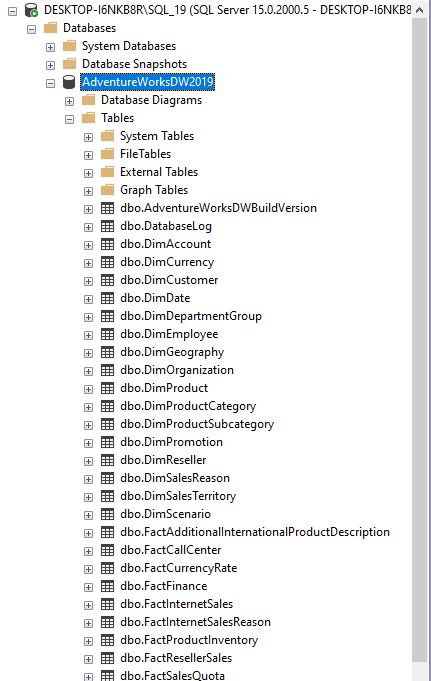 DESKTOP-I6NKB8R\SQL_19 (SQL Server 15.0.2000.5 - DESKTOP-I6NKB8
Databases
System Databases
Database Snapshots
AdventureWorksDW2019
Database Diagrams
Tables
System Tables
FileTables
External Tables
Graph Tables
dbo.AdventureWorksDWBuildVersion
dbo.DatabaseLog
dbo.DimAccount
dbo.DimCurrency
dbo.DimCustomer
dbo.DimDate
dbo.DimDepartmentGroup
dbo.DimEmployee
dbo.DimGeography
dbo.DimOrganization
dbo.DimProduct
dbo.DimProductCategory
dbo.DimProductSubcategory
dbo.DimPromotion
dbo.DimReseller
dbo.DimSalesReason
dbo.DimSalesTerritory
dbo.DimScenario
dbo.FactAdditionalInternationalProductDescription
dbo.FactCallCenter
dbo.FactCurrencyRate
dbo.FactFinance
dbo.FactInternetSales
dbo.FactInternetSalesReason
dbo.FactProductInventory
dbo.FactResellerSales
dbo.FactSalesQuota